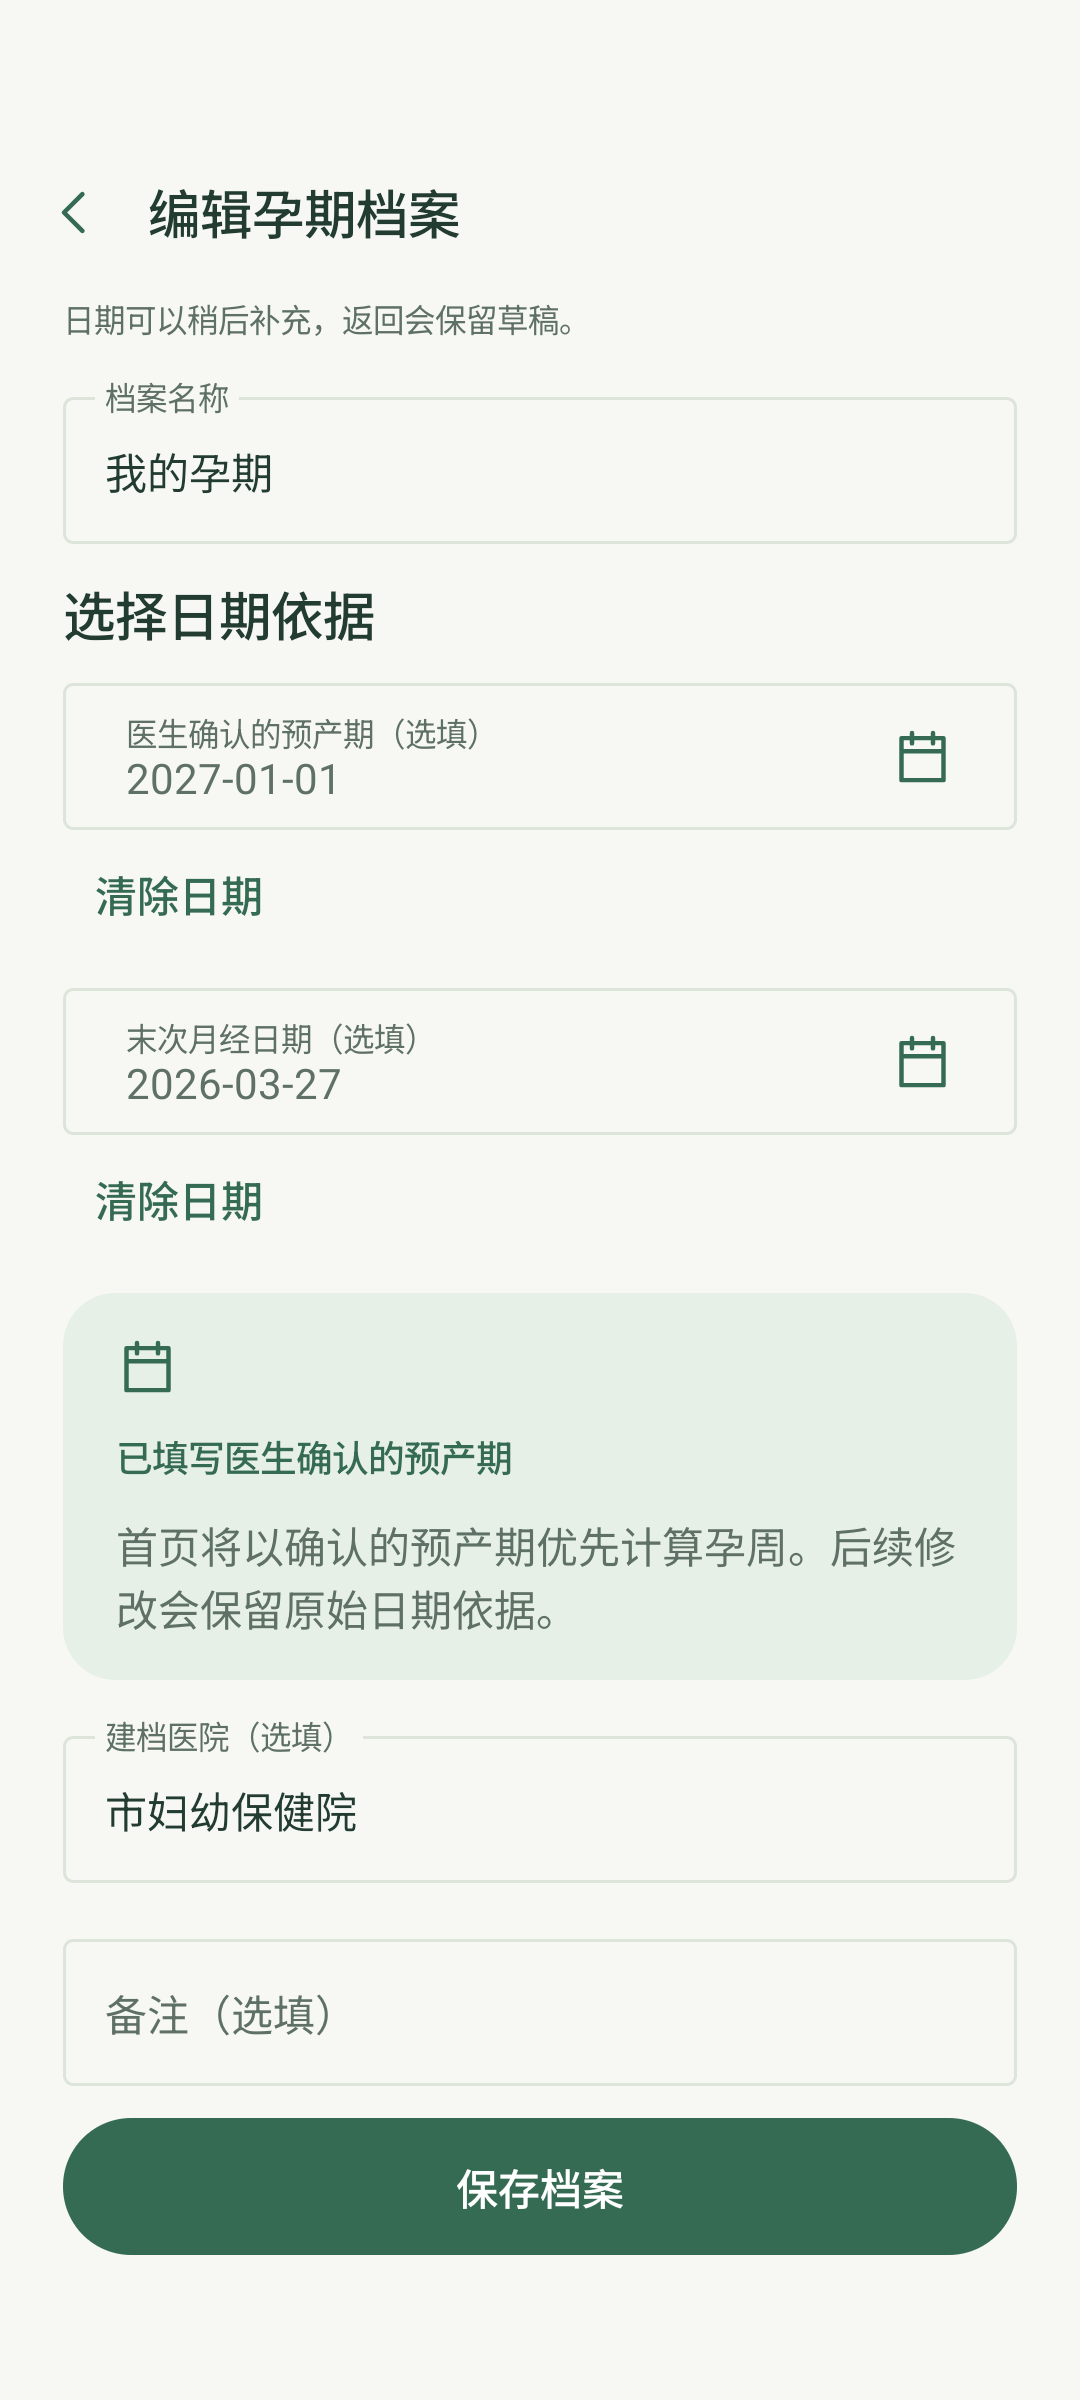 编辑孕期档案
日期可以稍后补充，返回会保留草稿。
档案名称
我的孕期
选择日期依据
医生确认的预产期（选填）
2027-01-01
清除日期
末次月经日期（选填）
2026-03-27
清除日期
已填写医生确认的预产期
首页将以确认的预产期优先计算孕周。后续修
改会保留原始日期依据。
建档医院（选填）
市妇幼保健院
备注（选填）
保存档案